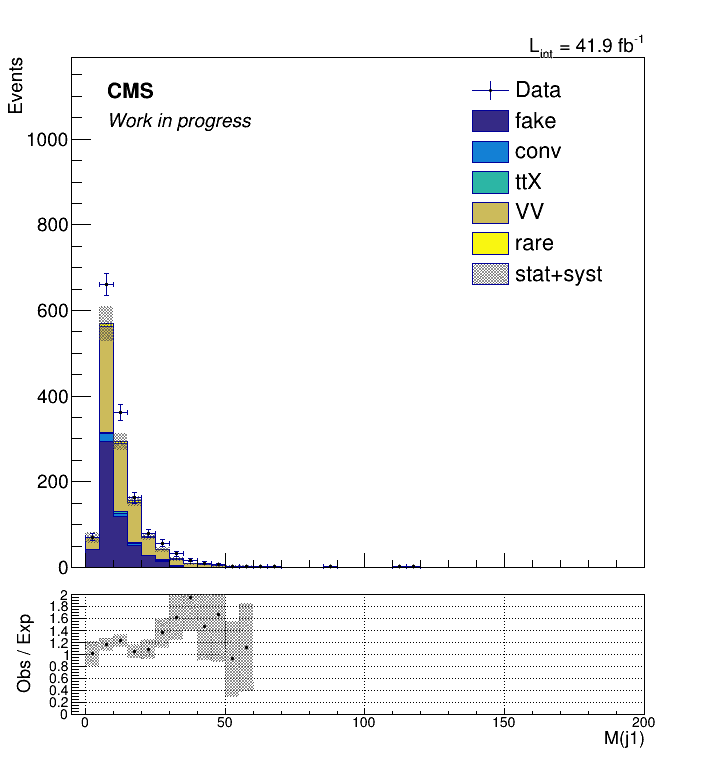 L_int = 41.9 fb^-1
Events
CMS
Work in progress
Data
fake
conv
ttX
VV
rare
stat+syst
1000
800
600
400
200
0
Obs / Exp
2
1.8
1.6
1.4
1.2
1
0.8
0.6
0.4
0.2
0
0 50 100 150 200
M(j1)